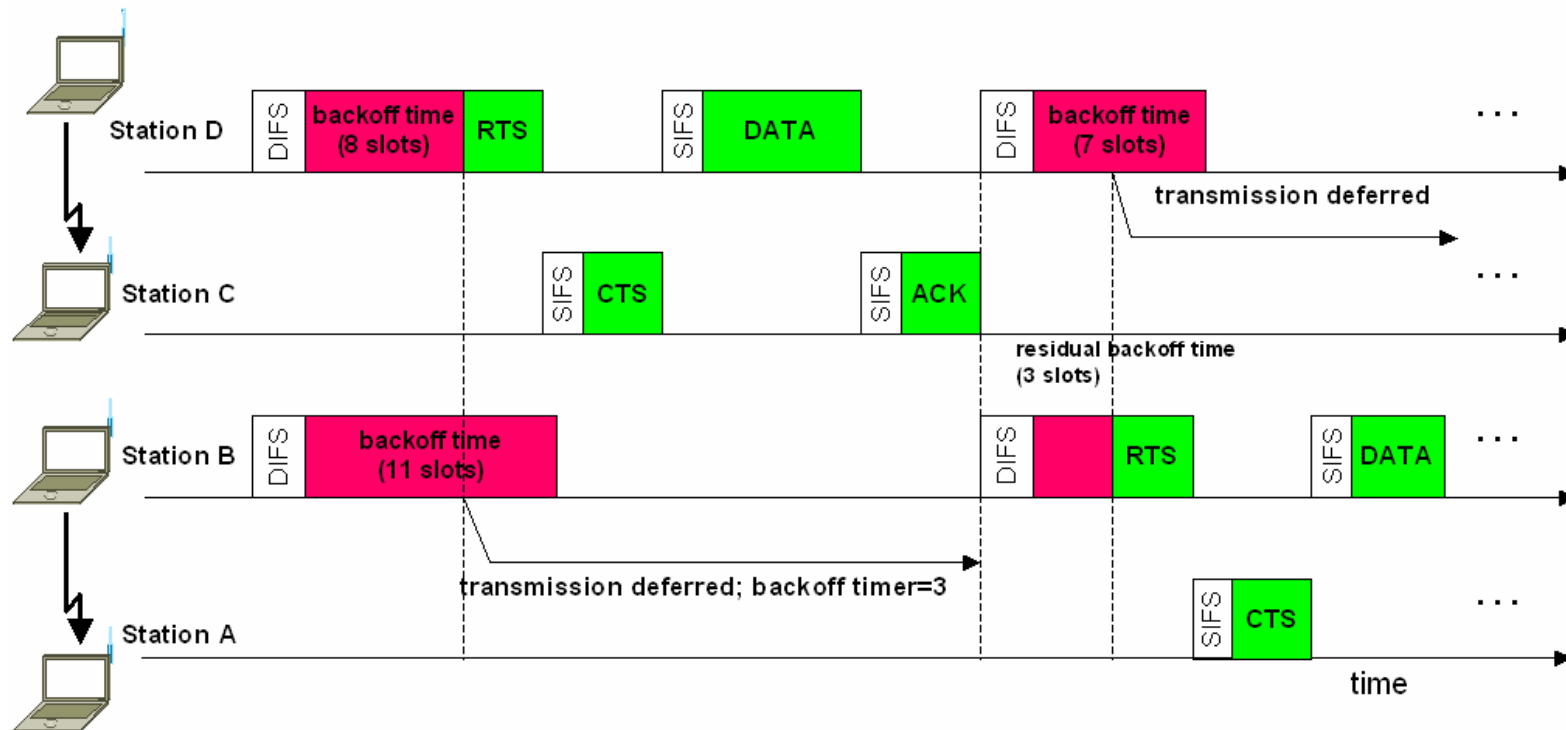 Station D
DIFS
backoff time
(8 slots)
RTS
SIFS
DATA
DIFS
backoff time
(7 slots)
...
transmission deferred
Station C
SIFS
CTS
SIFS
ACK
...
residual backoff time
(3 slots)
Station B
DIFS
backoff time
(11 slots)
DIFS
RTS
SIFS
DATA
...
transmission deferred; backoff timer=3
Station A
SIFS
CTS
...
time